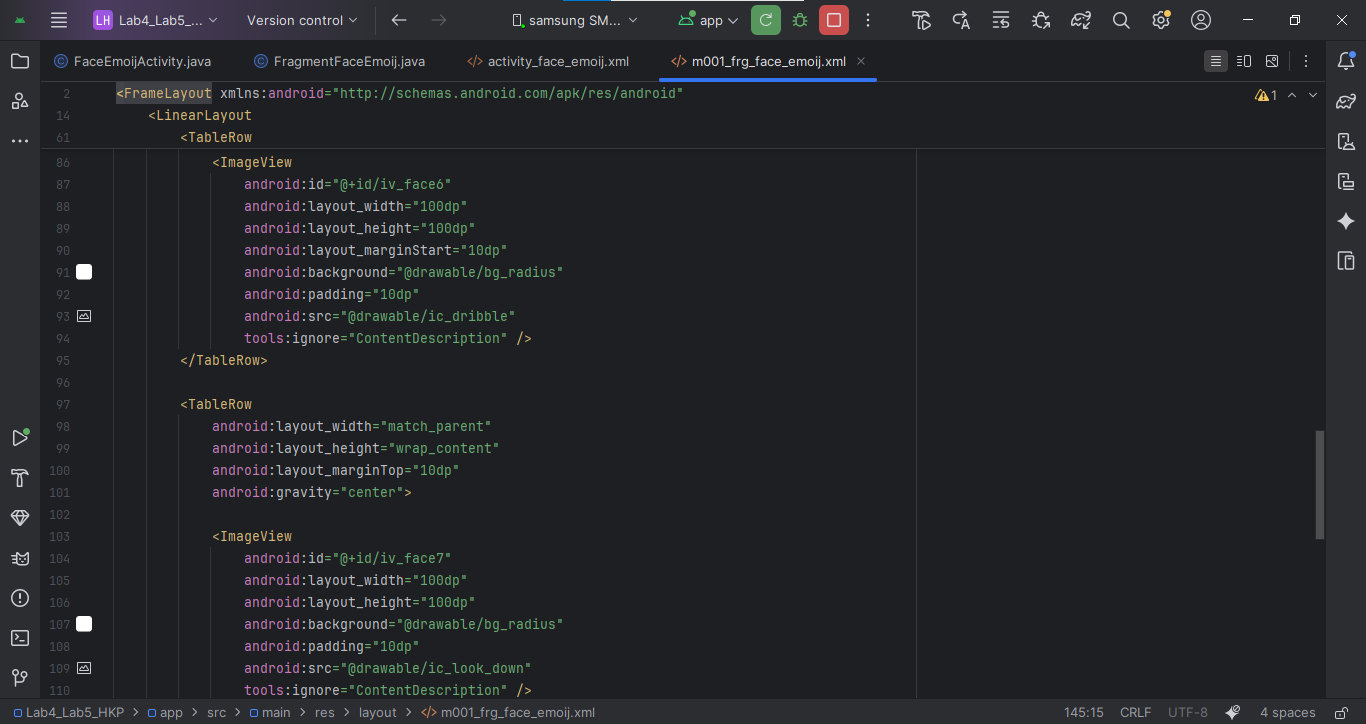 LH Lab4_Lab5_... Version control samsung SM... app
FaceEmoijActivity.java FragmentFaceEmoij.java activity_face_emoij.xml m001_frg_face_emoij.xml
2 <FrameLayout xmlns:android="http://schemas.android.com/apk/res/android" 1
14 <LinearLayout
61 <TableRow
86 <ImageView
87 android:id="@+id/iv_face6"
88 android:layout_width="100dp"
89 android:layout_height="100dp"
90 android:layout_marginStart="10dp"
91 android:background="@drawable/bg_radius"
92 android:padding="10dp"
93 android:src="@drawable/ic_dribble"
94 tools:ignore="ContentDescription" />
95 </TableRow>
96
97 <TableRow
98 android:layout_width="match_parent"
99 android:layout_height="wrap_content"
100 android:layout_marginTop="10dp"
101 android:gravity="center">
102
103 <ImageView
104 android:id="@+id/iv_face7"
105 android:layout_width="100dp"
106 android:layout_height="100dp"
107 android:background="@drawable/bg_radius"
108 android:padding="10dp"
109 android:src="@drawable/ic_look_down"
110 tools:ignore="ContentDescription" />
Lab4_Lab5_HKP > app > src > main > res > layout > m001_frg_face_emoij.xml 145:15 CRLF UTF-8 4 spaces